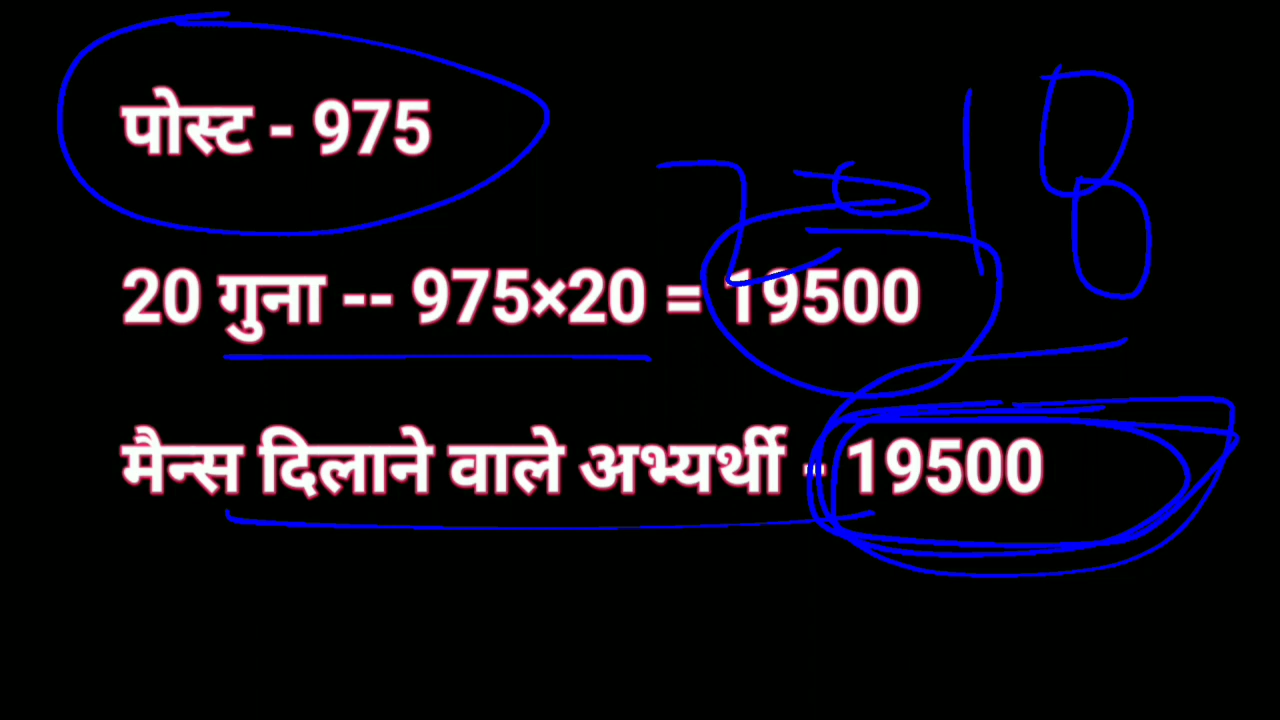 पोस्ट - 975
20 गुना -- 975×20 = 19500
मैन्स दिलाने वाले अभ्यर्थी - 19500